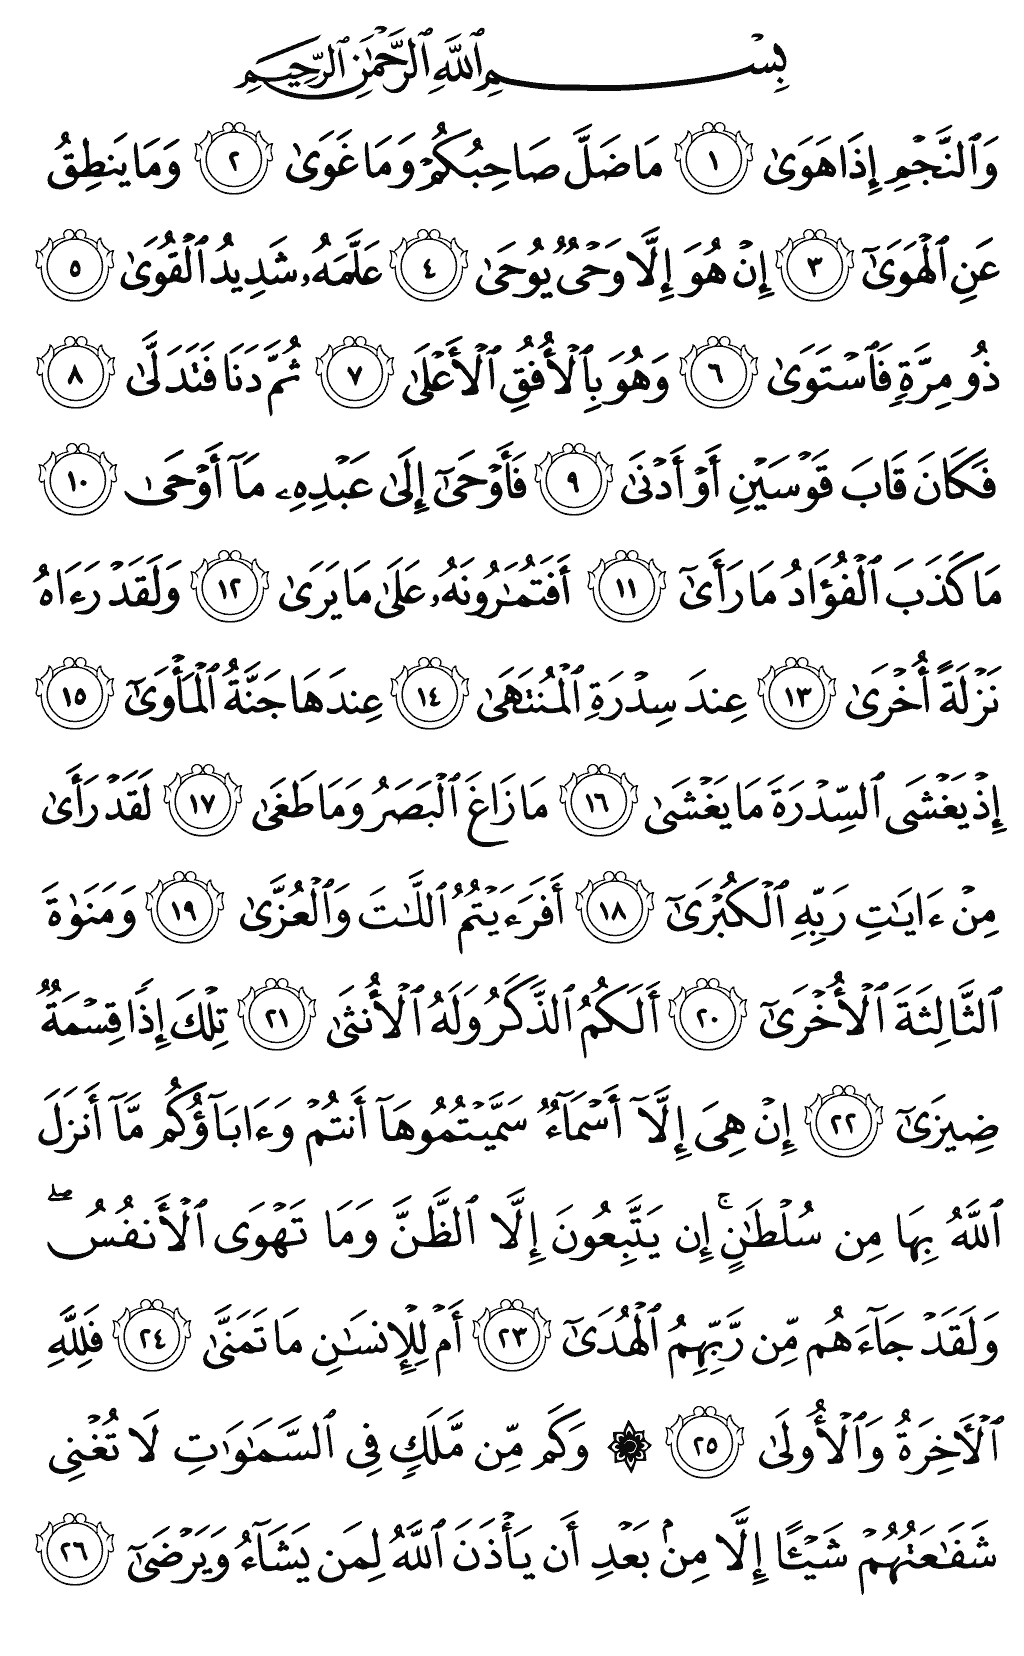 بِسْمِ ٱللَّهِ ٱلرَّحْمَٰنِ ٱلرَّحِيمِ
وَٱلنَّجْمِ إِذَا هَوَىٰ ١ مَا ضَلَّ صَاحِبُكُمْ وَمَا غَوَىٰ ٢ وَمَا يَنطِقُ
عَنِ ٱلْهَوَىٰٓ ٣ إِنْ هُوَ إِلَّا وَحْىٌ يُوحَىٰ ٤ عَلَّمَهُۥ شَدِيدُ ٱلْقُوَىٰ ٥
ذُو مِرَّةٍ فَٱسْتَوَىٰ ٦ وَهُوَ بِٱلْأُفُقِ ٱلْأَعْلَىٰ ٧ ثُمَّ دَنَا فَتَدَلَّىٰ ٨
فَكَانَ قَابَ قَوْسَيْنِ أَوْ أَدْنَىٰ ٩ فَأَوْحَىٰٓ إِلَىٰ عَبْدِهِۦ مَآ أَوْحَىٰ ١٠
مَا كَذَبَ ٱلْفُؤَادُ مَا رَأَىٰٓ ١١ أَفَتُمَٰرُونَهُۥ عَلَىٰ مَا يَرَىٰ ١٢ وَلَقَدْ رَءَاهُ
نَزْلَةً أُخْرَىٰ ١٣ عِندَ سِدْرَةِ ٱلْمُنتَهَىٰ ١٤ عِندَهَا جَنَّةُ ٱلْمَأْوَىٰٓ ١٥
إِذْ يَغْشَى ٱلسِّدْرَةَ مَا يَغْشَىٰ ١٦ مَا زَاغَ ٱلْبَصَرُ وَمَا طَغَىٰ ١٧ لَقَدْ رَأَىٰ
مِنْ ءَايَٰتِ رَبِّهِ ٱلْكُبْرَىٰٓ ١٨ أَفَرَءَيْتُمُ ٱللَّٰتَ وَٱلْعُزَّىٰ ١٩ وَمَنَوٰةَ
ٱلثَّالِثَةَ ٱلْأُخْرَىٰٓ ٢٠ أَلَكُمُ ٱلذَّكَرُ وَلَهُ ٱلْأُنثَىٰ ٢١ تِلْكَ إِذًا قِسْمَةٌ
ضِيزَىٰٓ ٢٢ إِنْ هِىَ إِلَّآ أَسْمَآءٌ سَمَّيْتُمُوهَآ أَنتُمْ وَءَابَآؤُكُم مَّآ أَنزَلَ
ٱللَّهُ بِهَا مِن سُلْطَٰنٍ ۚ إِن يَتَّبِعُونَ إِلَّا ٱلظَّنَّ وَمَا تَهْوَى ٱلْأَنفُسُ ۖ
وَلَقَدْ جَآءَهُم مِّن رَّبِّهِمُ ٱلْهُدَىٰٓ ٢٣ أَمْ لِلْإِنسَٰنِ مَا تَمَنَّىٰ ٢٤ فَلِلَّهِ
ٱلْءَاخِرَةُ وَٱلْأُولَىٰ ٢٥ ۞ وَكَم مِّن مَّلَكٍ فِى ٱلسَّمَٰوَٰتِ لَا تُغْنِى
شَفَٰعَتُهُمْ شَيْـًٔا إِلَّا مِنۢ بَعْدِ أَن يَأْذَنَ ٱللَّهُ لِمَن يَشَآءُ وَيَرْضَىٰٓ ٢٦